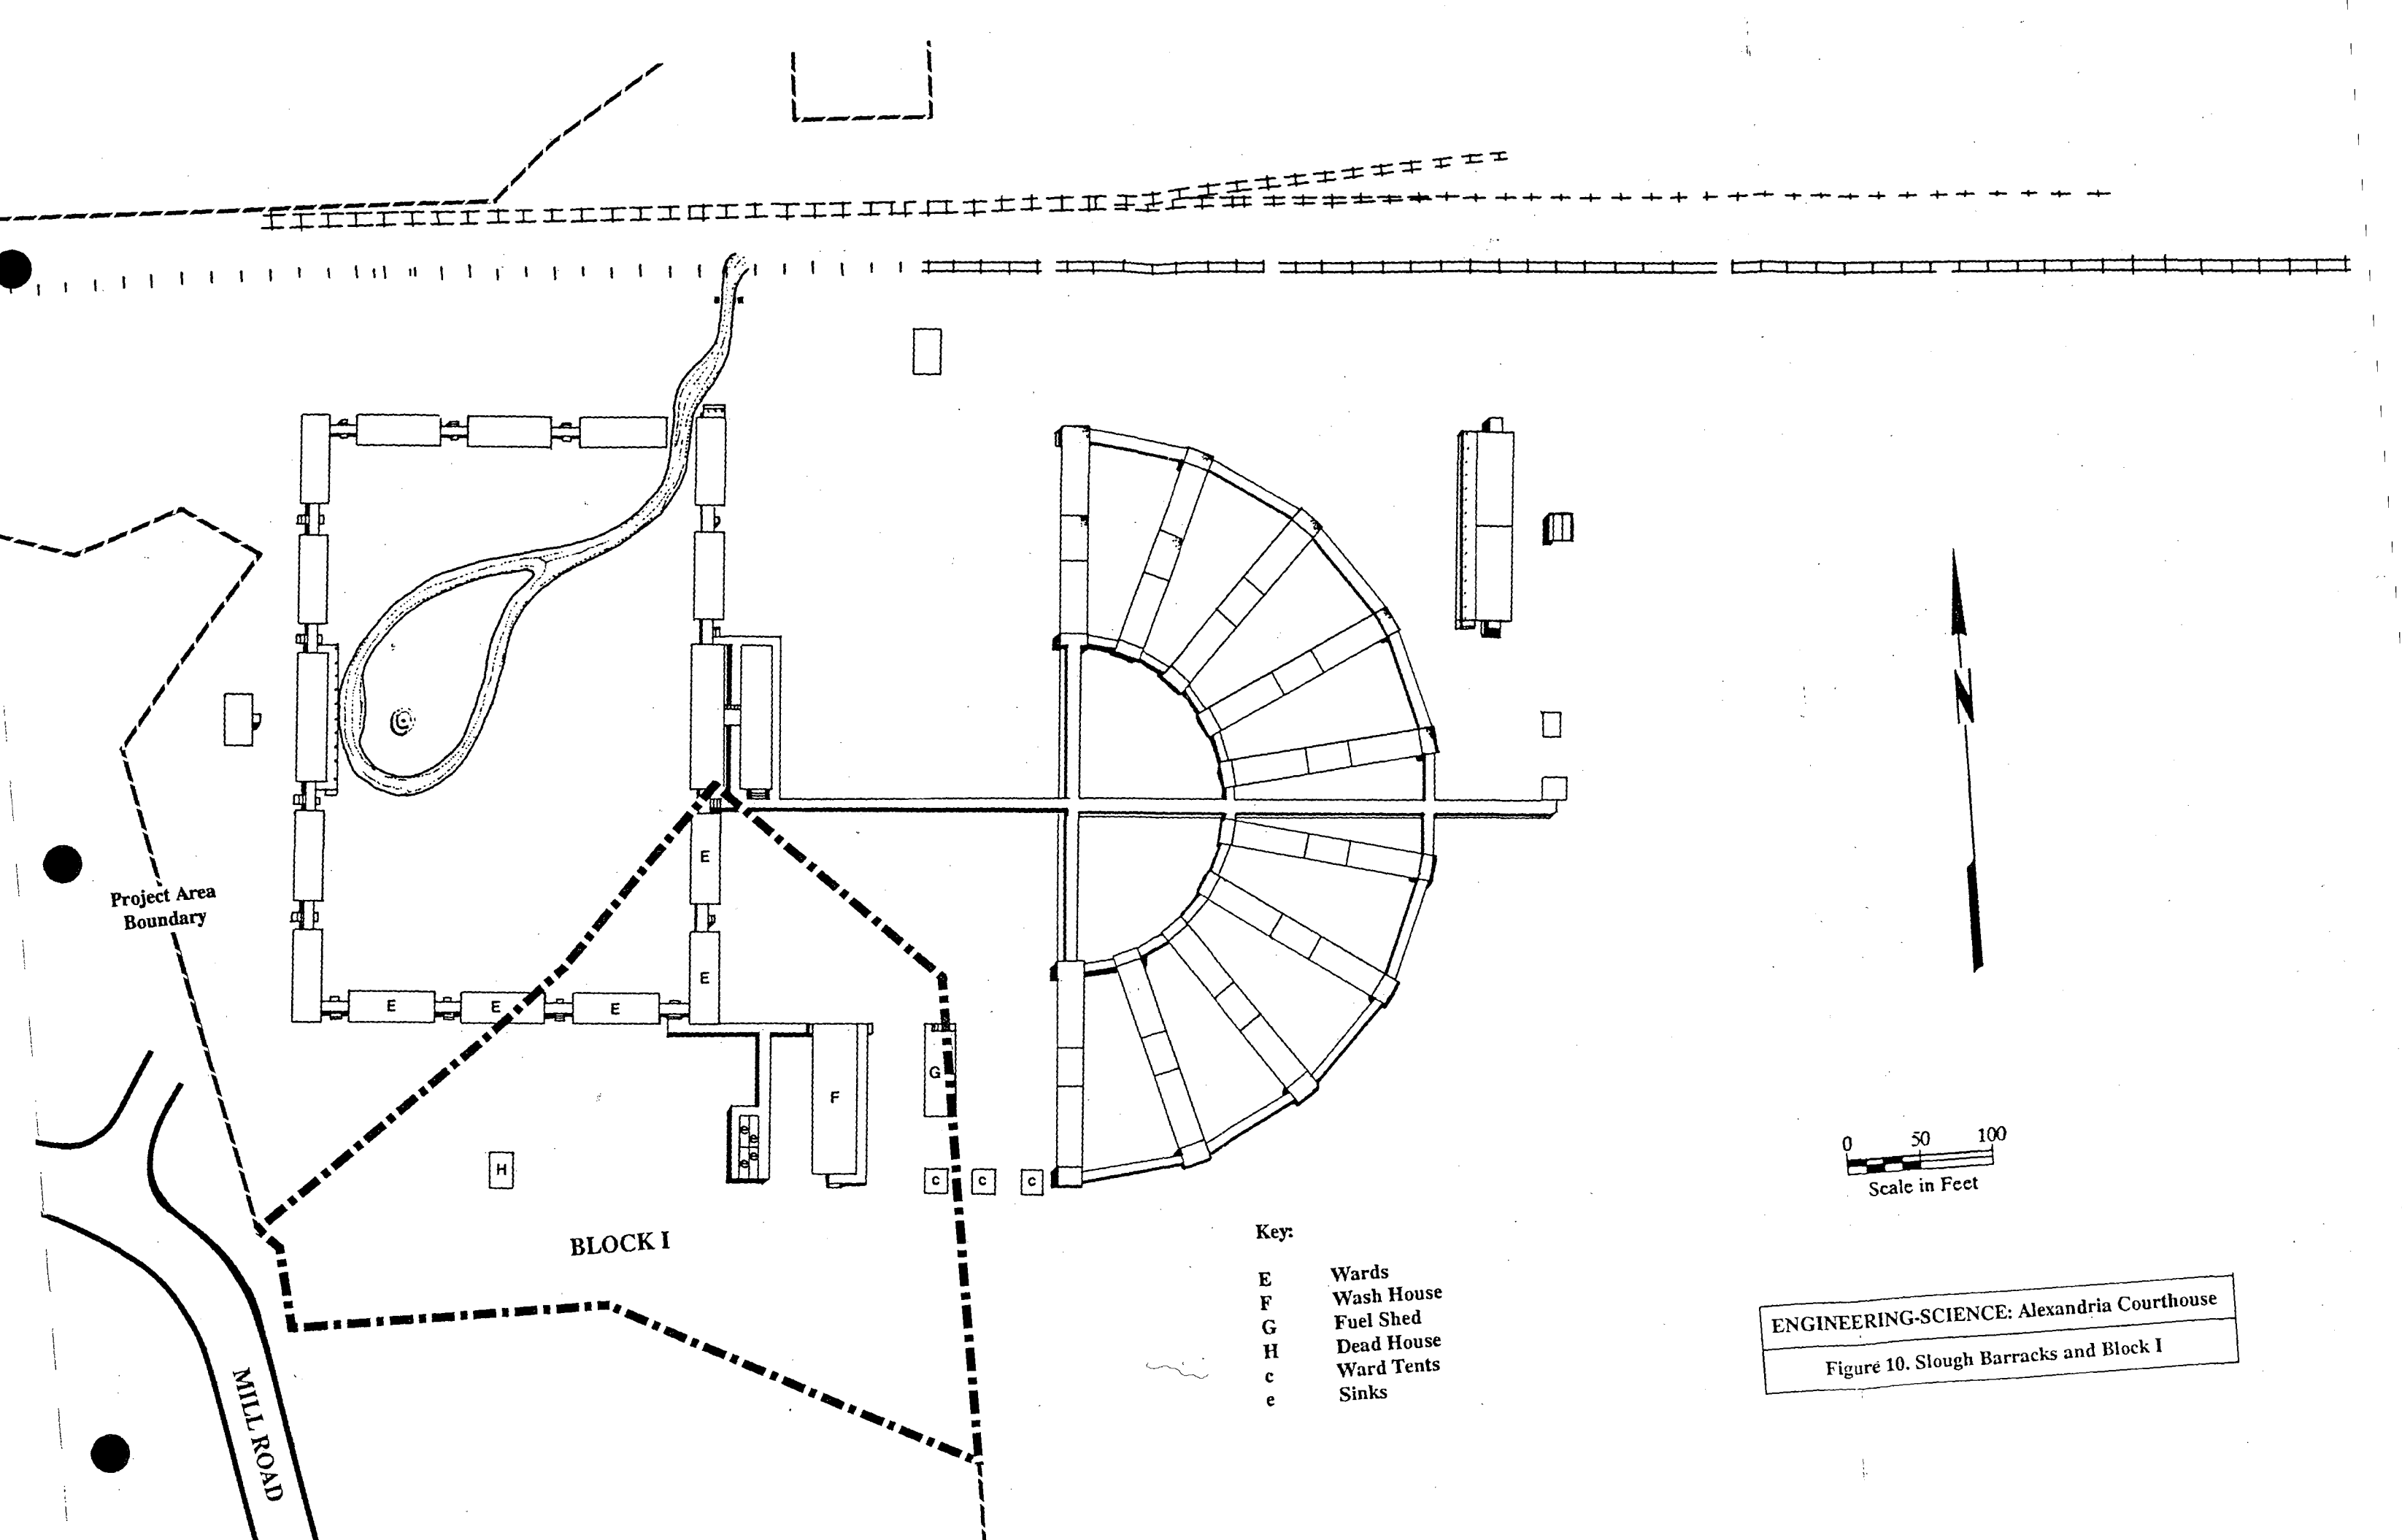 N
Project Area
Boundary
E
E
E
E
E
F
G
e
e
e
e
H
c
c
c
BLOCK I
MILL ROAD
0 50 100
Scale in Feet
Key:
E Wards
F Wash House
G Fuel Shed
H Dead House
c Ward Tents
e Sinks
ENGINEERING-SCIENCE: Alexandria Courthouse
Figure 10. Slough Barracks and Block I